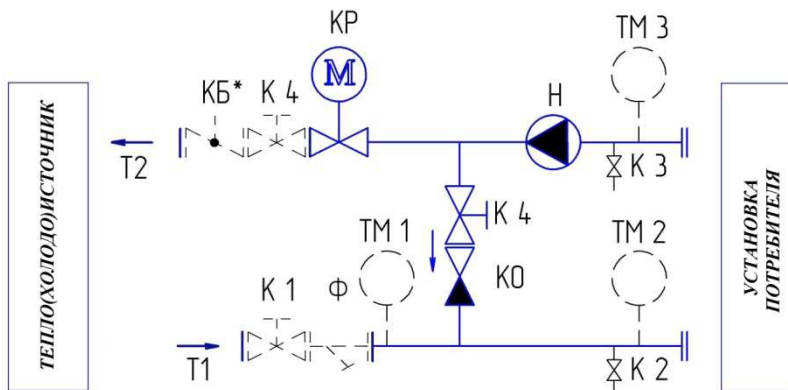 КР
ТМ 3
КБ*
К 4
Н
М
Т2
К 3
К 4
ТМ 1
ТМ 2
К 1
Ф
КО
Т1
К 2
ТЕПЛО(ХОЛОДО)ИСТОЧНИК
УСТАНОВКА
ПОТРЕБИТЕЛЯ